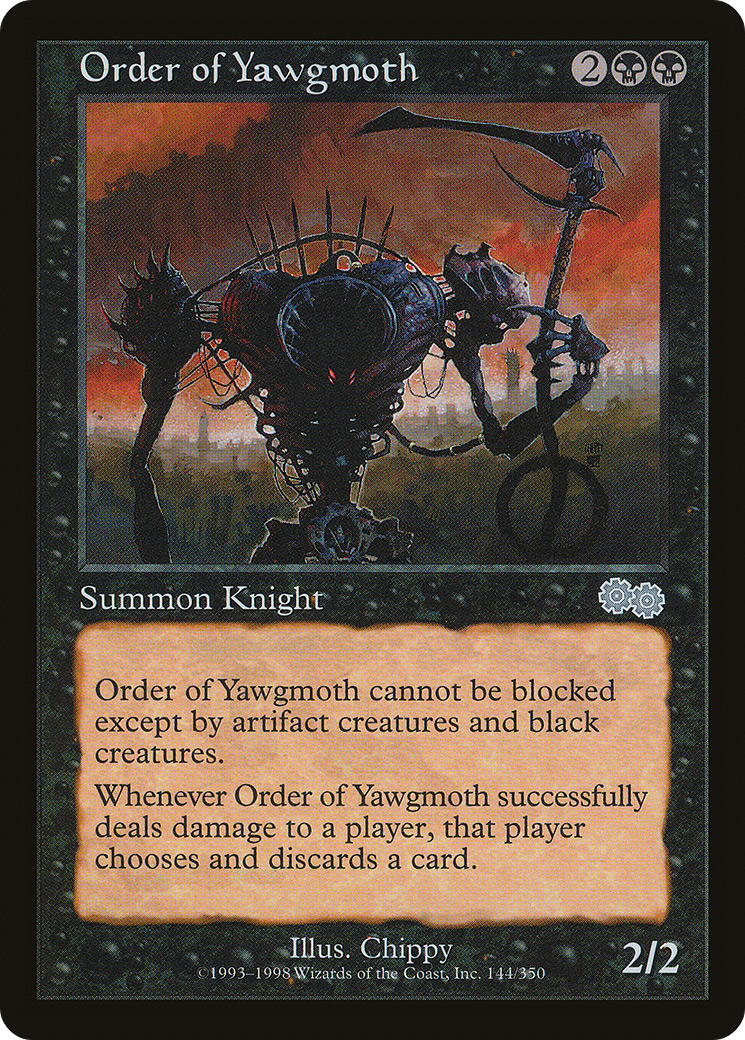 Order of Yawgmoth 2
Summon Knight
Order of Yawgmoth cannot be blocked
except by artifact creatures and black
creatures.
Whenever Order of Yawgmoth successfully
deals damage to a player, that player
chooses and discards a card.
Illus. Chippy
©1993–1998 Wizards of the Coast, Inc. 144/350
2/2